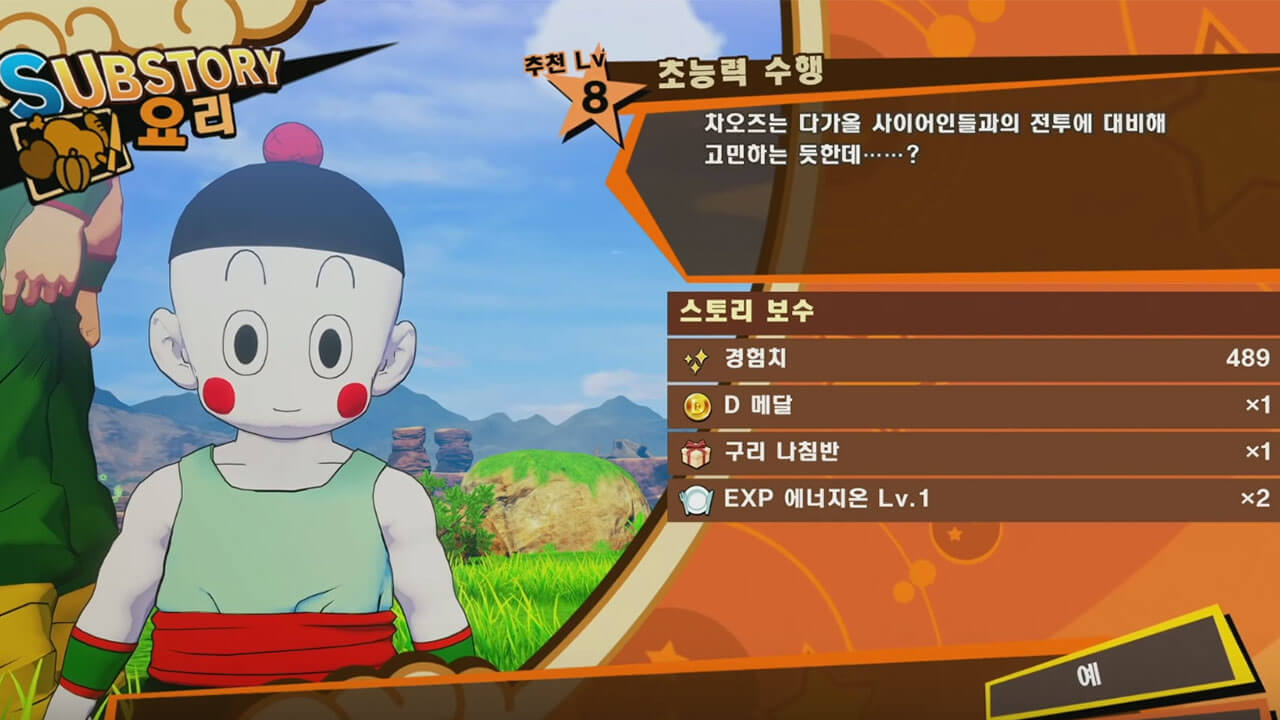 SUBSTORY
요리
추천 Lv
8
초능력 수행
차오즈는 다가올 사이어인들과의 전투에 대비해
고민하는 듯한데……?
스토리 보수
경험치 489
D 메달 ×1
구리 나침반 ×1
EXP 에너지온 Lv.1 ×2
예